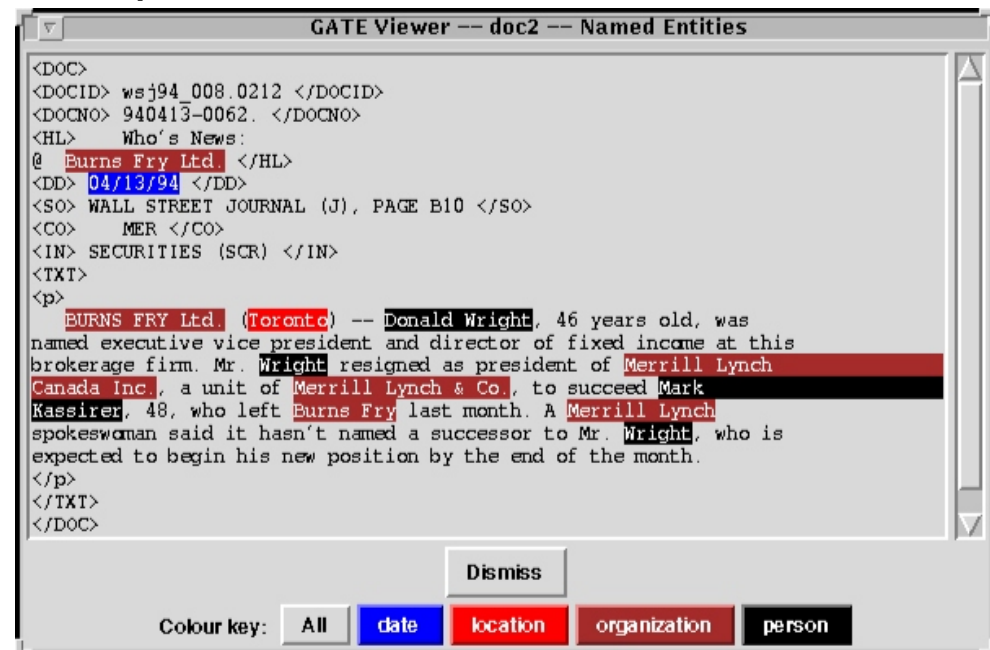 GATE Viewer -- doc2 -- Named Entities
<DOC>
<DOCID> wsj94_008.0212 </DOCID>
<DOCNO> 940413-0062. </DOCNO>
<HL>    Who's News:
@  Burns Fry Ltd. </HL>
<DD> 04/13/94 </DD>
<SO> WALL STREET JOURNAL (J), PAGE B10 </SO>
<CO>    MER </CO>
<IN> SECURITIES (SCR) </IN>
<TXT>
<p>
   BURNS FRY Ltd. (Toronto) -- Donald Wright, 46 years old, was
named executive vice president and director of fixed income at this
brokerage firm. Mr. Wright resigned as president of Merrill Lynch
Canada Inc., a unit of Merrill Lynch & Co., to succeed Mark
Kassirer, 48, who left Burns Fry last month. A Merrill Lynch
spokeswoman said it hasn't named a successor to Mr. Wright, who is
expected to begin his new position by the end of the month.
</p>
</TXT>
</DOC>
Dismiss
Colour key: All date location organization person